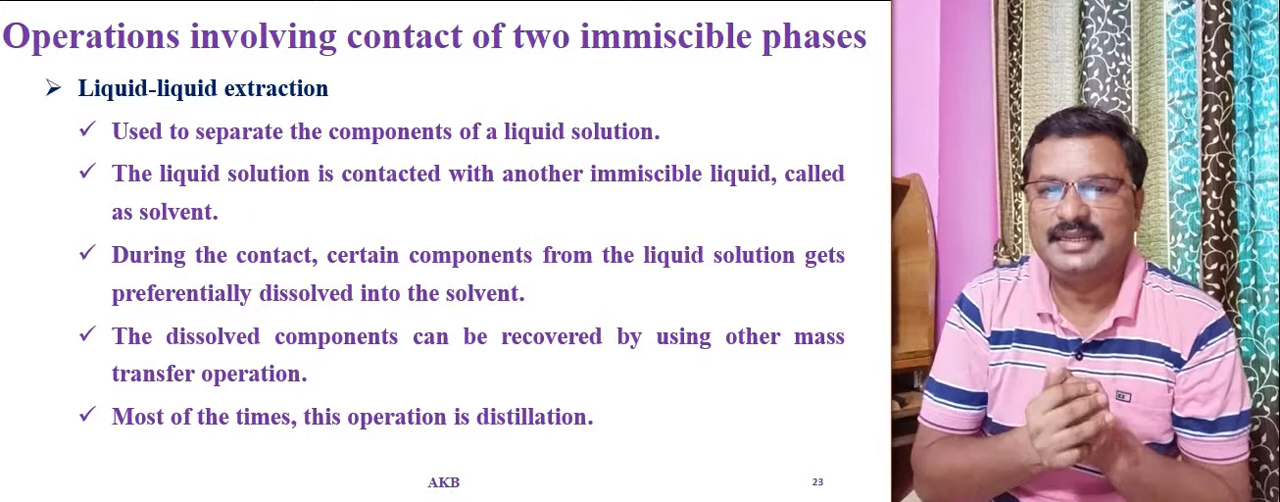 Operations involving contact of two immiscible phases
➢ Liquid-liquid extraction
✓ Used to separate the components of a liquid solution.
✓ The liquid solution is contacted with another immiscible liquid, called
as solvent.
✓ During the contact, certain components from the liquid solution gets
preferentially dissolved into the solvent.
✓ The dissolved components can be recovered by using other mass
transfer operation.
✓ Most of the times, this operation is distillation.
AKB
23